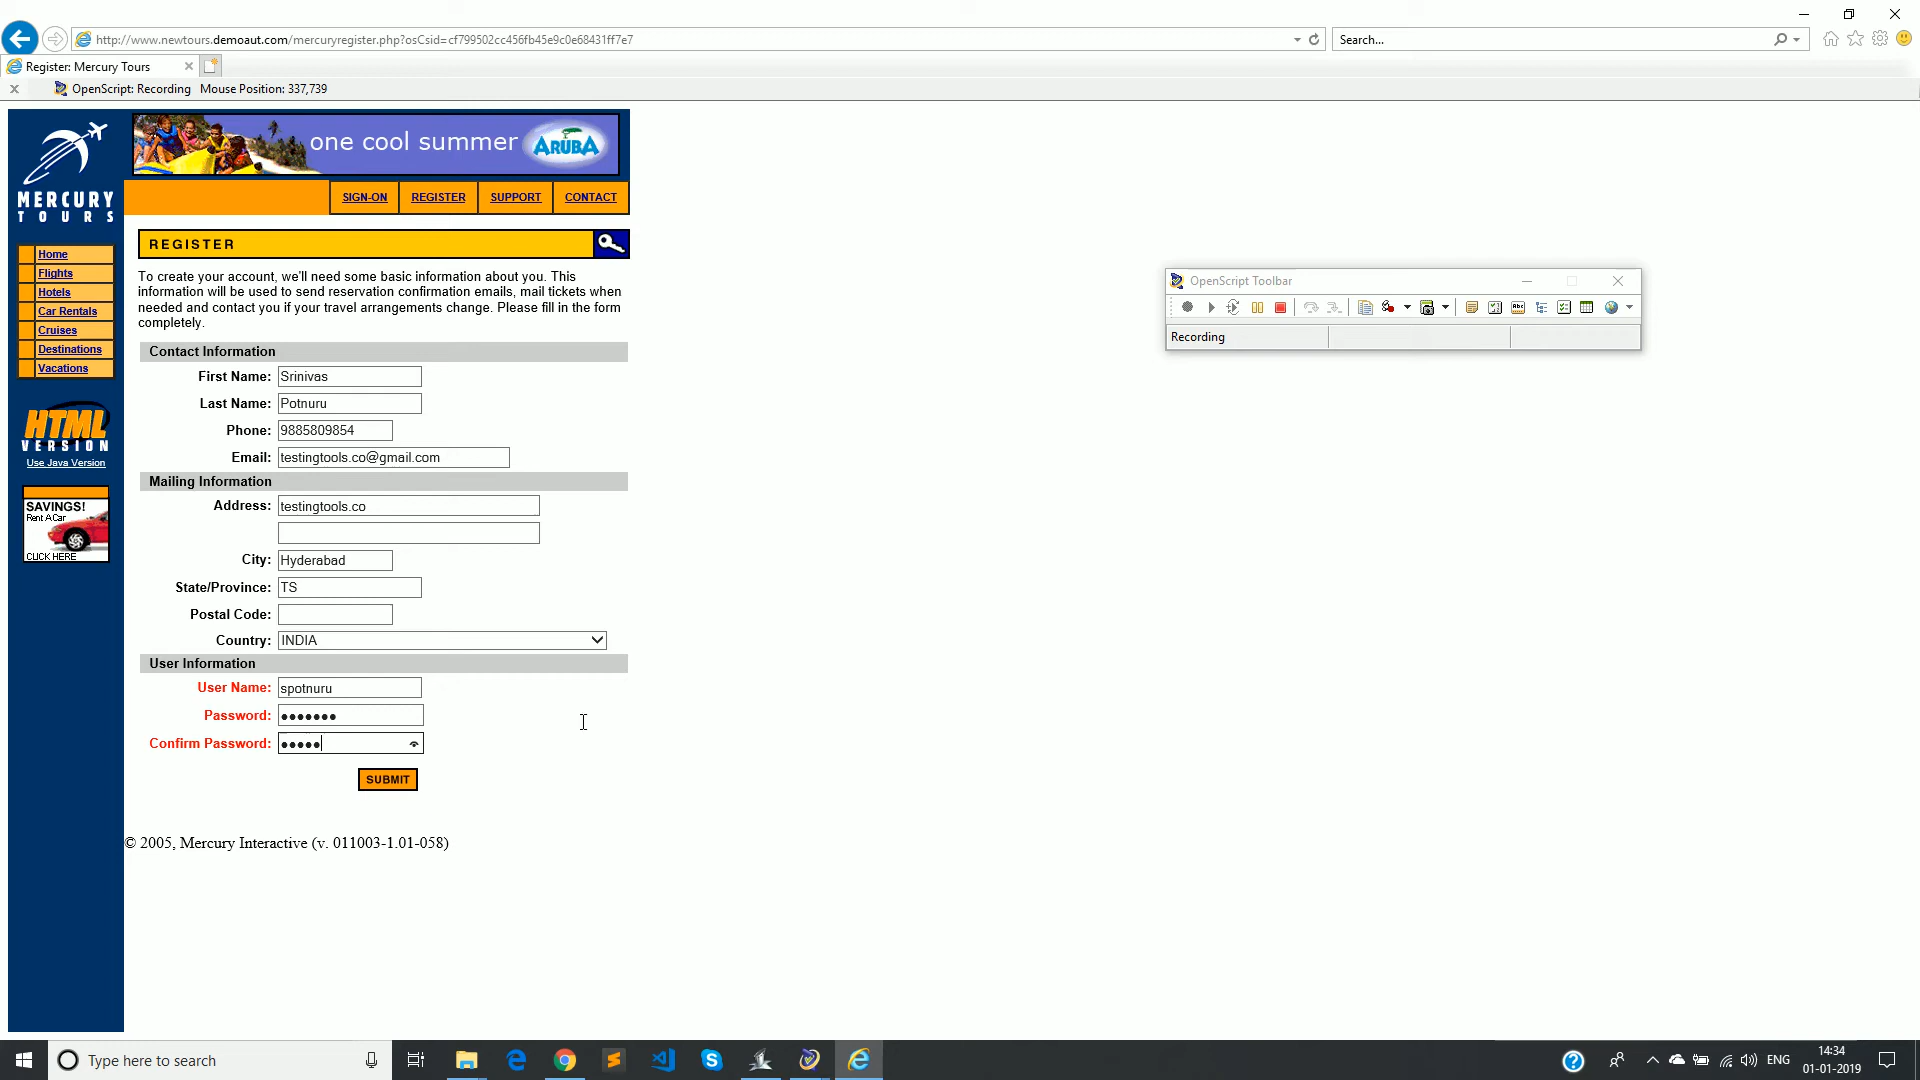 http://www.newtours.demoaut.com/mercuryregister.php?osCsid=cf799502cc456fb45e9c0e68431ff7e7
Search...
Register: Mercury Tours
OpenScript: Recording Mouse Position: 337,739
one cool summer
ARUBA
MERCURY
TOURS
SIGN-ON
REGISTER
SUPPORT
CONTACT
Home
Flights
Hotels
Car Rentals
Cruises
Destinations
Vacations
HTML
VERSION
Use Java Version
SAVINGS!
Rent A Car
CLICK HERE
REGISTER
To create your account, we'll need some basic information about you. This
information will be used to send reservation confirmation emails, mail tickets when
needed and contact you if your travel arrangements change. Please fill in the form
completely.
Contact Information
First Name: Srinivas
Last Name: Potnuru
Phone: 9885809854
Email: testingtools.co@gmail.com
Mailing Information
Address: testingtools.co
City: Hyderabad
State/Province: TS
Postal Code:
Country: INDIA
User Information
User Name: spotnuru
Password: •••••••
Confirm Password: •••••
SUBMIT
© 2005, Mercury Interactive (v. 011003-1.01-058)
OpenScript Toolbar
Recording
Type here to search
ENG
14:34
01-01-2019